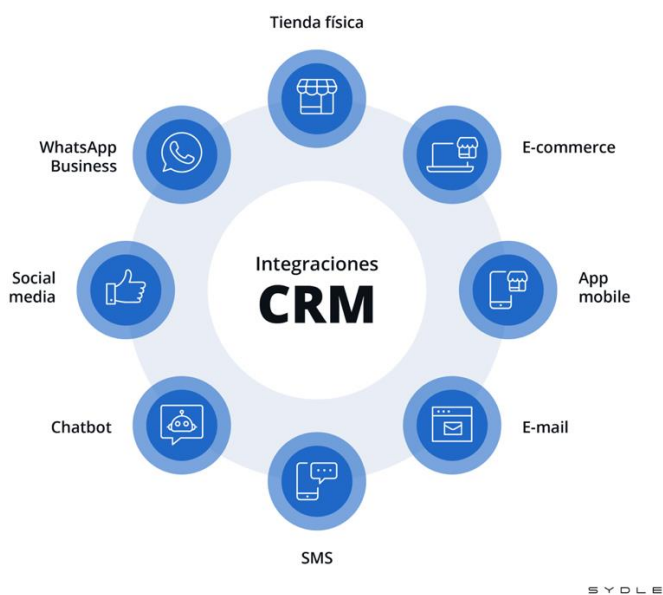 Tienda física
WhatsApp
Business
E-commerce
Integraciones
CRM
Social
media
App
mobile
Chatbot
E-mail
SMS
SYDLE